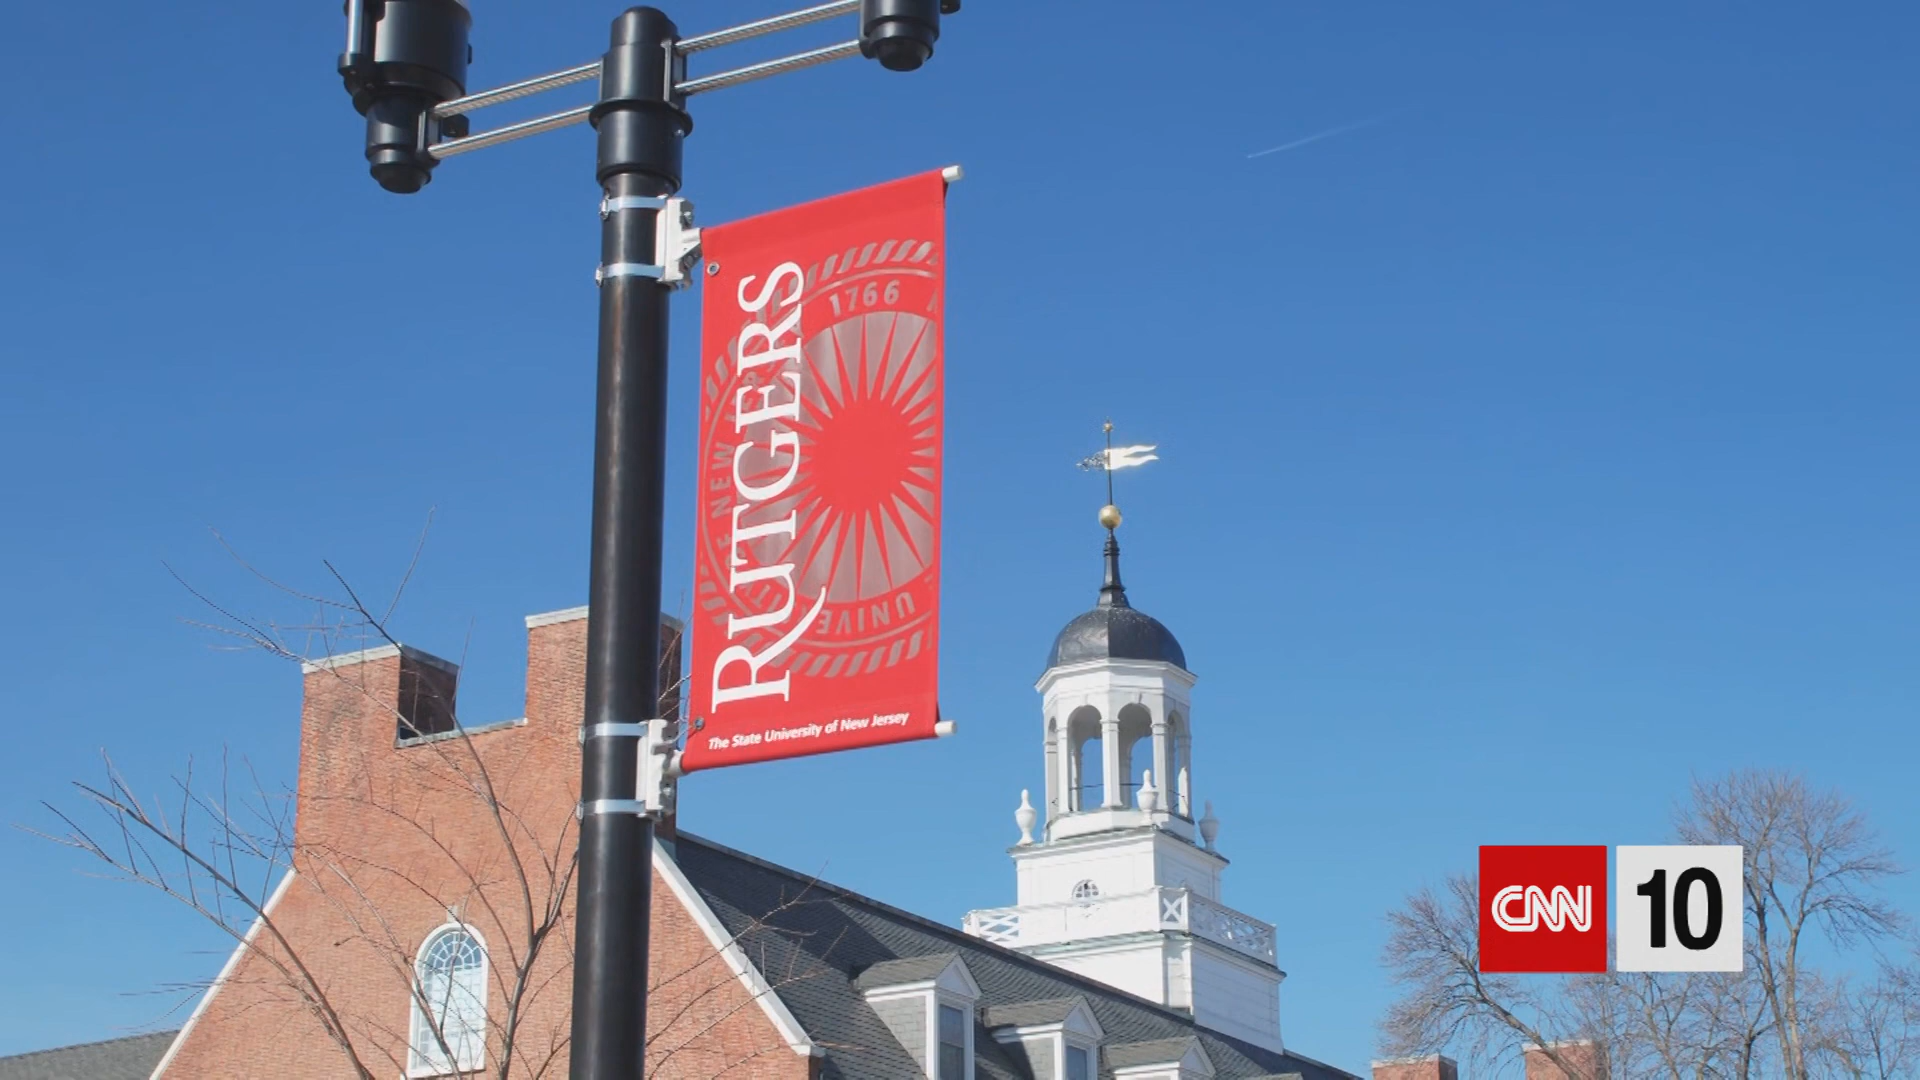 RUTGERS
1766
NEW
UNIVE
The State University of New Jersey
CNN 10